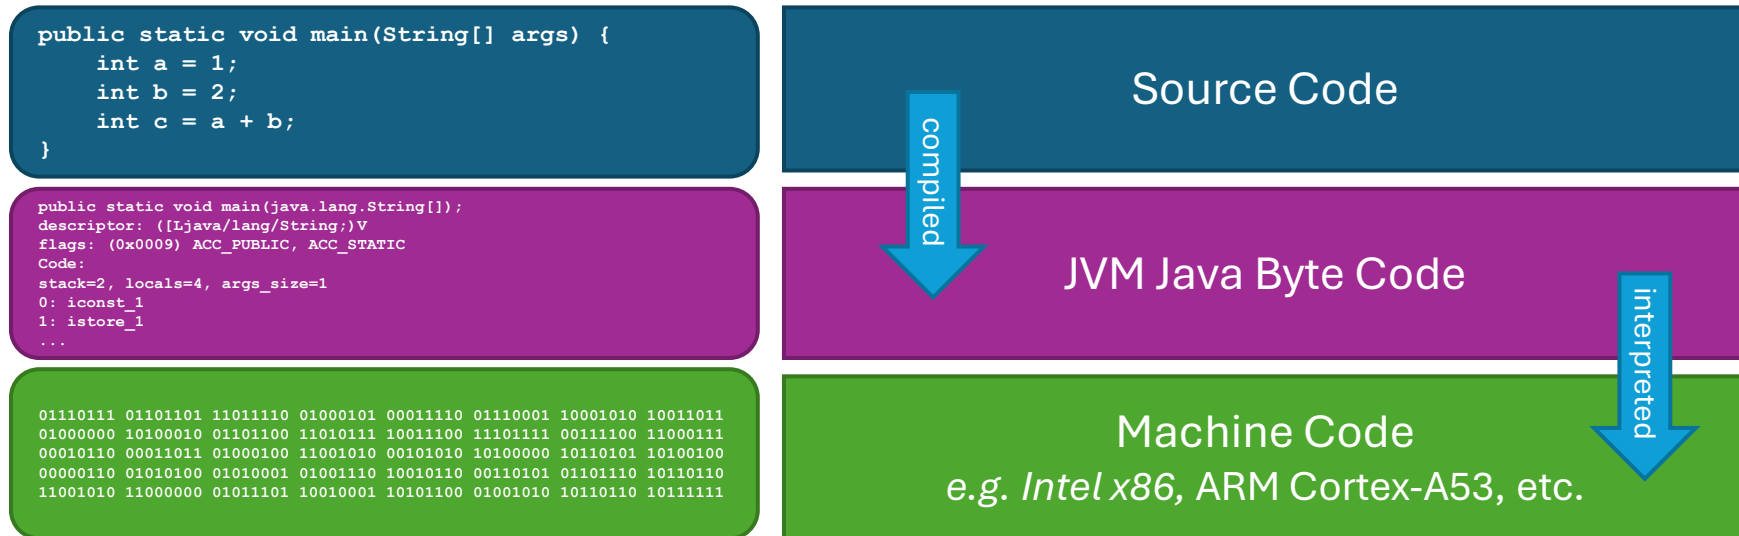 public static void main(String[] args) {
int a = 1;
int b = 2;
int c = a + b;
}
Source Code
compiled
public static void main(java.lang.String[]);
descriptor: ([Ljava/lang/String;)V
flags: (0x0009) ACC_PUBLIC, ACC_STATIC
Code:
stack=2, locals=4, args_size=1
0: iconst_1
1: istore_1
...
JVM Java Byte Code
interpreted
01110111 01101101 11011110 01000101 00011110 01110001 10001010 10011011
01000000 10100010 01101100 11010111 10011100 11101111 00111100 11000111
00010110 00011011 01000100 11001010 00101010 10100000 10110101 10100100
00000110 01010100 01010001 01001110 10010110 00110101 01101110 10110110
11001010 11000000 01011101 10010001 10101100 01001010 10110110 10111111
Machine Code
e.g. Intel x86, ARM Cortex-A53, etc.